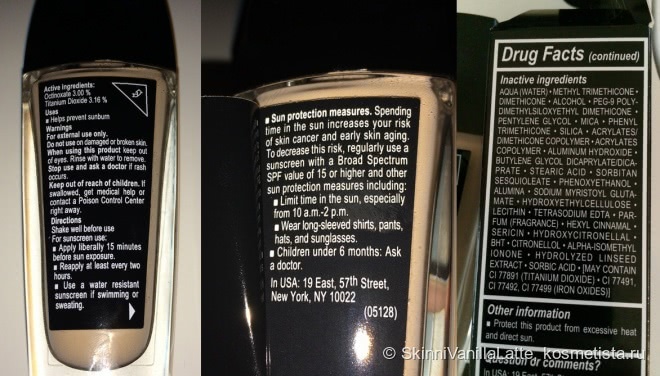 Active ingredients:
Octinoxate 3.00 %
Titanium Dioxide 3.16 %
Uses
■ Helps prevent sunburn
Warnings
For external use only.
Do not use on damaged or broken skin.
When using this product keep out
of eyes. Rinse with water to remove.
Stop use and ask a doctor if rash
occurs.
Keep out of reach of children. If
swallowed, get medical help or
contact a Poison Control Center
right away.
Directions
Shake well before use
For sunscreen use:
■ Apply liberally 15 minutes
before sun exposure.
■ Reapply at least every two
hours.
■ Use a water resistant
sunscreen if swimming or
sweating.
■ Sun protection measures. Spending
time in the sun increases your risk
of skin cancer and early skin aging.
To decrease this risk, regularly use a
sunscreen with a Broad Spectrum
SPF value of 15 or higher and other
sun protection measures including:
■ Limit time in the sun, especially
from 10 a.m.-2 p.m.
■ Wear long-sleeved shirts, pants,
hats, and sunglasses.
■ Children under 6 months: Ask
a doctor.
In USA: 19 East, 57th Street,
New York, NY 10022
(05128)
Drug Facts (continued)
Inactive ingredients
AQUA (WATER) • METHYL TRIMETHICONE •
DIMETHICONE • ALCOHOL • PEG-9 POLY-
DIMETHYLSILOXYETHYL DIMETHICONE •
PENTYLENE GLYCOL • MICA • PHENYL
TRIMETHICONE • SILICA • ACRYLATES/
DIMETHICONE COPOLYMER • ACRYLATES
COPOLYMER • ALUMINUM HYDROXIDE •
BUTYLENE GLYCOL DICAPRYLATE/DICA-
PRATE • STEARIC ACID • SORBITAN
SESQUIOLEATE • PHENOXYETHANOL •
ALUMINA • SODIUM MYRISTOYL GLUTA-
MATE • HYDROXYETHYLCELLULOSE •
LECITHIN • TETRASODIUM EDTA • PAR-
FUM (FRAGRANCE) • HEXYL CINNAMAL •
SERICIN • HYDROXYCITRONELLAL •
BHT • CITRONELLOL • ALPHA-ISOMETHYL
IONONE • HYDROLYZED LINSEED
EXTRACT • SORBIC ACID • [MAY CONTAIN
CI 77891 (TITANIUM DIOXIDE) • CI 77491,
CI 77492, CI 77499 (IRON OXIDES)]
Other information
■ Protect this product from excessive heat
and direct sun.
Question or comments?
In USA: 19 East, 57th
© SkinniVanillaLatte, kosmetista.ru